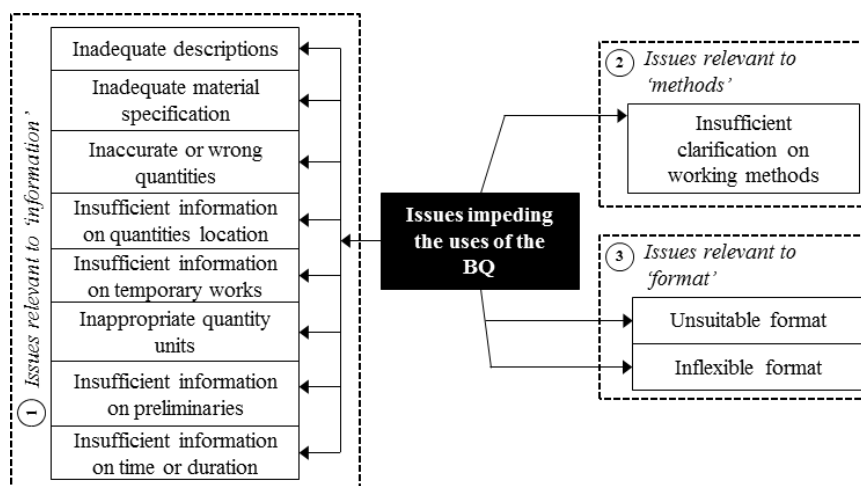 1 Issues relevant to ‘information’
Inadequate descriptions
Inadequate material
specification
Inaccurate or wrong
quantities
Insufficient information
on quantities location
Insufficient information
on temporary works
Inappropriate quantity
units
Insufficient information
on preliminaries
Insufficient information
on time or duration
Issues impeding
the uses of the
BQ
2 Issues relevant to
‘methods’
Insufficient
clarification on
working methods
3 Issues relevant to
‘format’
Unsuitable format
Inflexible format